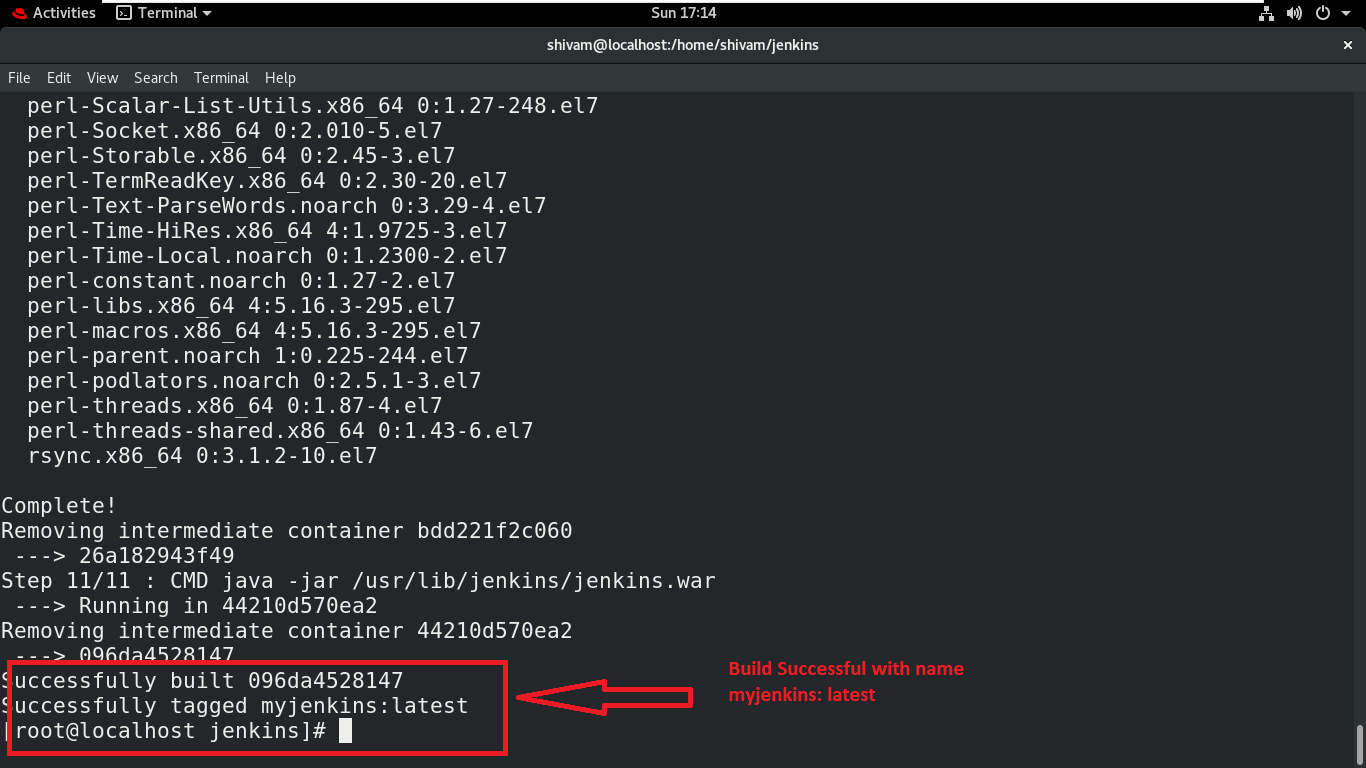 Activities Terminal Sun 17:14
shivam@localhost:/home/shivam/jenkins ×
File Edit View Search Terminal Help
perl-Scalar-List-Utils.x86_64 0:1.27-248.el7
perl-Socket.x86_64 0:2.010-5.el7
perl-Storable.x86_64 0:2.45-3.el7
perl-TermReadKey.x86_64 0:2.30-20.el7
perl-Text-ParseWords.noarch 0:3.29-4.el7
perl-Time-HiRes.x86_64 4:1.9725-3.el7
perl-Time-Local.noarch 0:1.2300-2.el7
perl-constant.noarch 0:1.27-2.el7
perl-libs.x86_64 4:5.16.3-295.el7
perl-macros.x86_64 4:5.16.3-295.el7
perl-parent.noarch 1:0.225-244.el7
perl-podlators.noarch 0:2.5.1-3.el7
perl-threads.x86_64 0:1.87-4.el7
perl-threads-shared.x86_64 0:1.43-6.el7
rsync.x86_64 0:3.1.2-10.el7
Complete!
Removing intermediate container bdd221f2c060
---> 26a182943f49
Step 11/11 : CMD java -jar /usr/lib/jenkins/jenkins.war
---> Running in 44210d570ea2
Removing intermediate container 44210d570ea2
---> 096da4528147
Successfully built 096da4528147
Successfully tagged myjenkins:latest
[root@localhost jenkins]#
Build Successful with name
myjenkins: latest